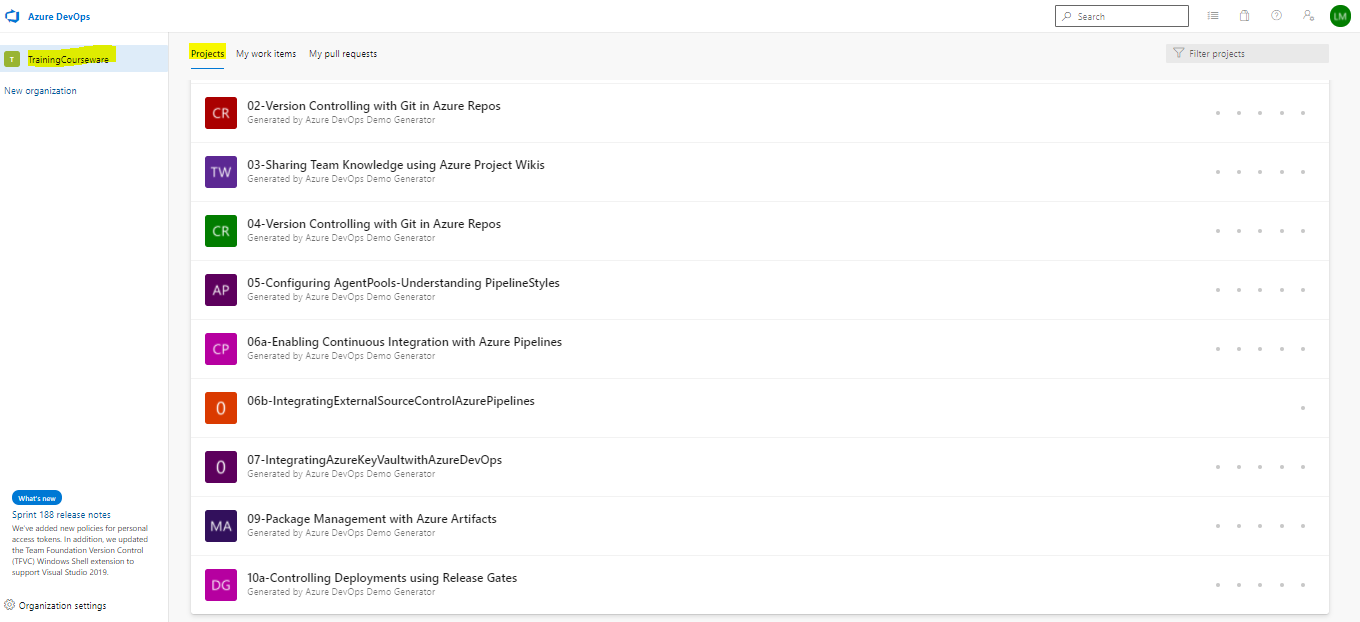 Azure DevOps
Search
LM
T
TrainingCourseware
New organization
Projects
My work items
My pull requests
Filter projects
CR
02-Version Controlling with Git in Azure Repos
Generated by Azure DevOps Demo Generator
TW
03-Sharing Team Knowledge using Azure Project Wikis
Generated by Azure DevOps Demo Generator
CR
04-Version Controlling with Git in Azure Repos
Generated by Azure DevOps Demo Generator
AP
05-Configuring AgentPools-Understanding PipelineStyles
Generated by Azure DevOps Demo Generator
CP
06a-Enabling Continuous Integration with Azure Pipelines
Generated by Azure DevOps Demo Generator
0
06b-IntegratingExternalSourceControlAzurePipelines
0
07-IntegratingAzureKeyVaultwithAzureDevOps
Generated by Azure DevOps Demo Generator
MA
09-Package Management with Azure Artifacts
Generated by Azure DevOps Demo Generator
DG
10a-Controlling Deployments using Release Gates
Generated by Azure DevOps Demo Generator
What's new
Sprint 188 release notes
We've added new policies for personal
access tokens. In addition, we updated
the Team Foundation Version Control
(TFVC) Windows Shell extension to
support Visual Studio 2019.
Organization settings